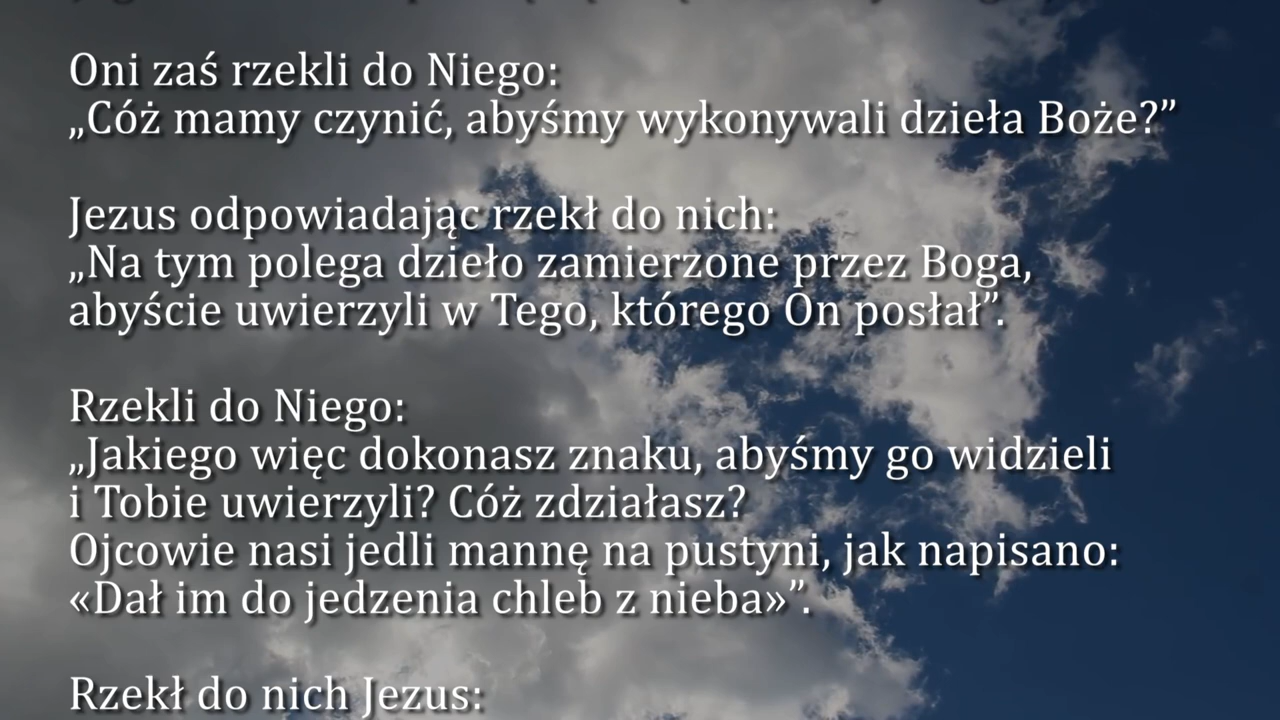 Oni zaś rzekli do Niego:
„Cóż mamy czynić, abyśmy wykonywali dzieła Boże?”
Jezus odpowiadając rzekł do nich:
„Na tym polega dzieło zamierzone przez Boga,
abyście uwierzyli w Tego, którego On posłał”.
Rzekli do Niego:
„Jakiego więc dokonasz znaku, abyśmy go widzieli
i Tobie uwierzyli? Cóż zdziałasz?
Ojcowie nasi jedli mannę na pustyni, jak napisano:
«Dał im do jedzenia chleb z nieba»”.
Rzekł do nich Jezus: